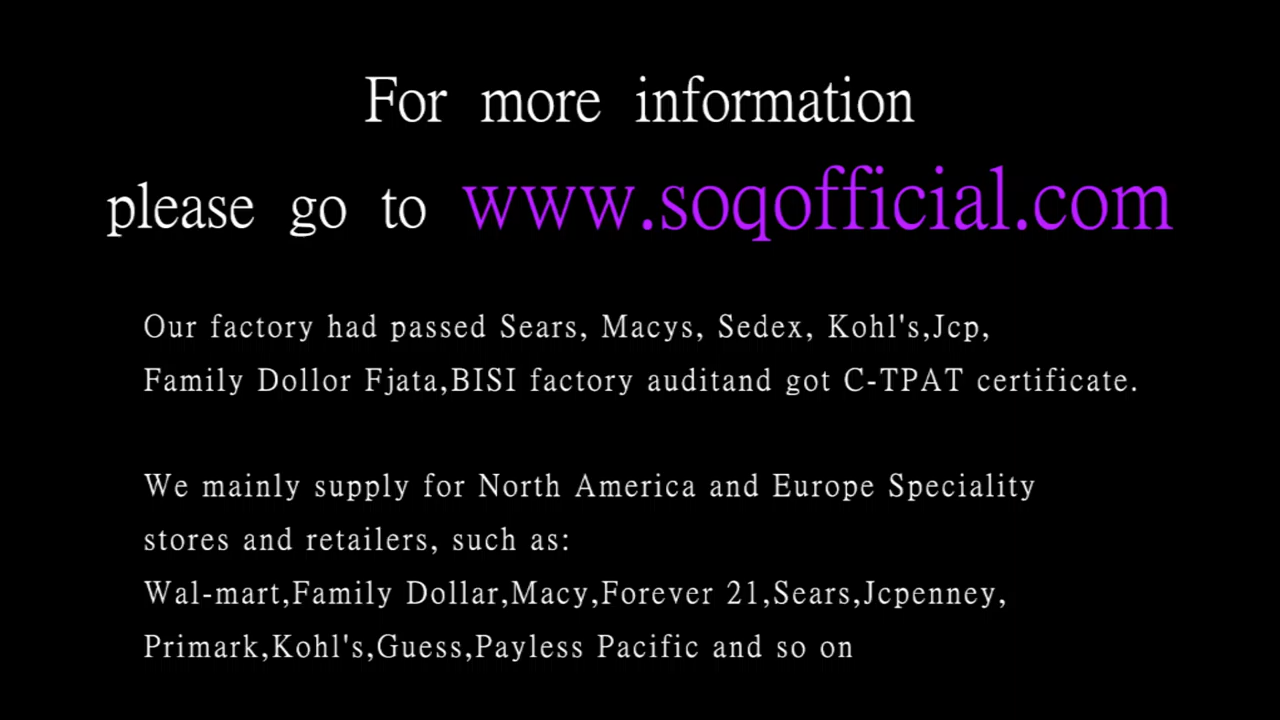 For more information
please go to www.soqofficial.com
Our factory had passed Sears, Macys, Sedex, Kohl's,Jcp,
Family Dollor Fjata,BISI factory auditand got C-TPAT certificate.
We mainly supply for North America and Europe Speciality
stores and retailers, such as:
Wal-mart,Family Dollar,Macy,Forever 21,Sears,Jcpenney,
Primark,Kohl's,Guess,Payless Pacific and so on